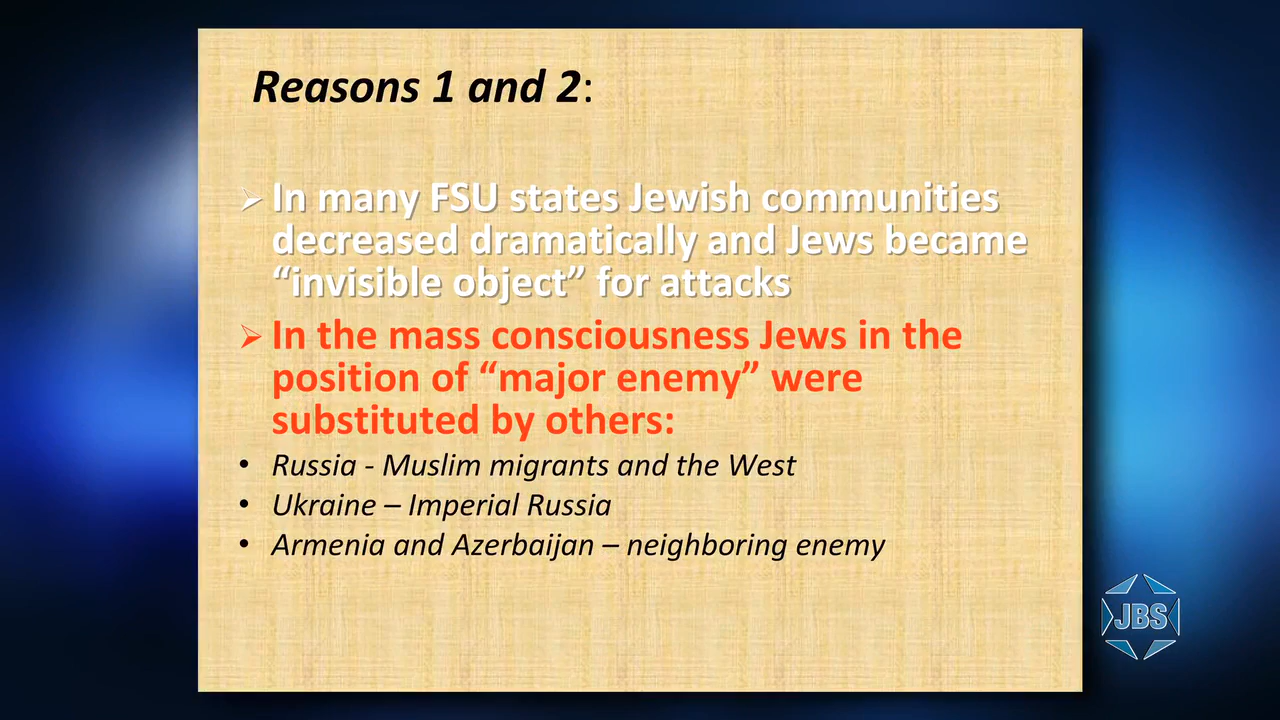 Reasons 1 and 2:
➢ In many FSU states Jewish communities
decreased dramatically and Jews became
“invisible object” for attacks
➢ In the mass consciousness Jews in the
position of “major enemy” were
substituted by others:
• Russia - Muslim migrants and the West
• Ukraine – Imperial Russia
• Armenia and Azerbaijan – neighboring enemy
JBS